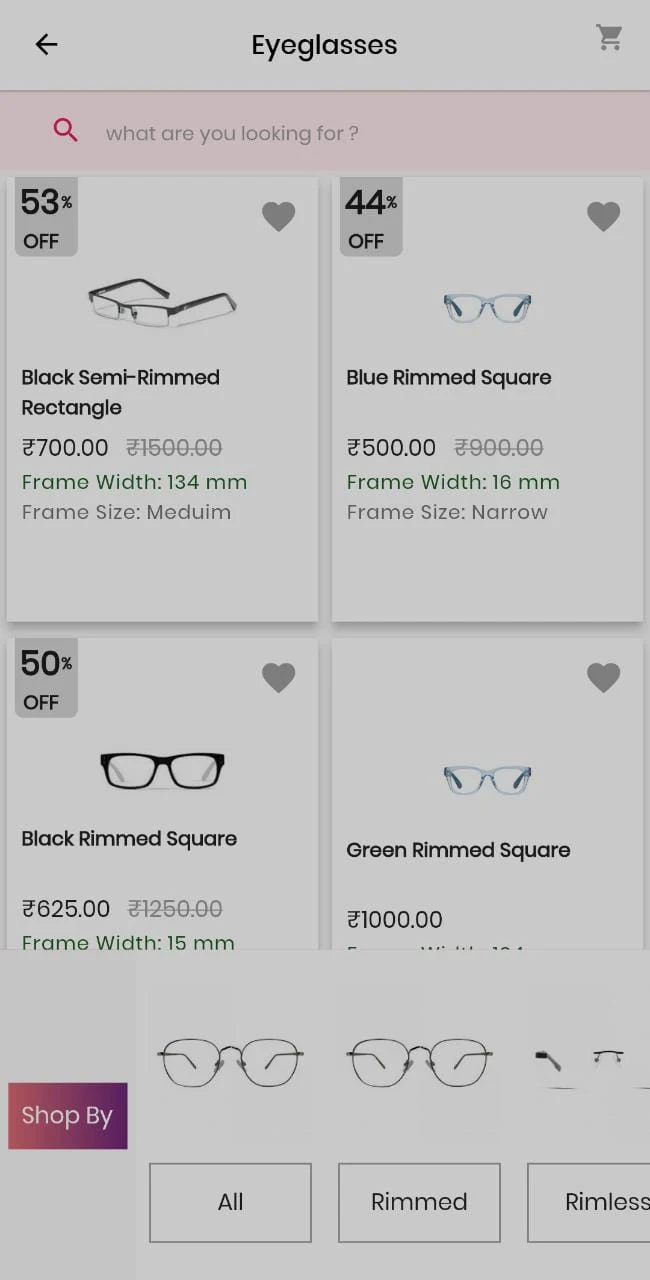 Eyeglasses
what are you looking for ?
53%
OFF
Black Semi-Rimmed
Rectangle
₹700.00 ₹1500.00
Frame Width: 134 mm
Frame Size: Meduim
44%
OFF
Blue Rimmed Square
₹500.00 ₹900.00
Frame Width: 16 mm
Frame Size: Narrow
50%
OFF
Black Rimmed Square
₹625.00 ₹1250.00
Frame Width: 15 mm
Green Rimmed Square
₹1000.00
Shop By
All
Rimmed
Rimless